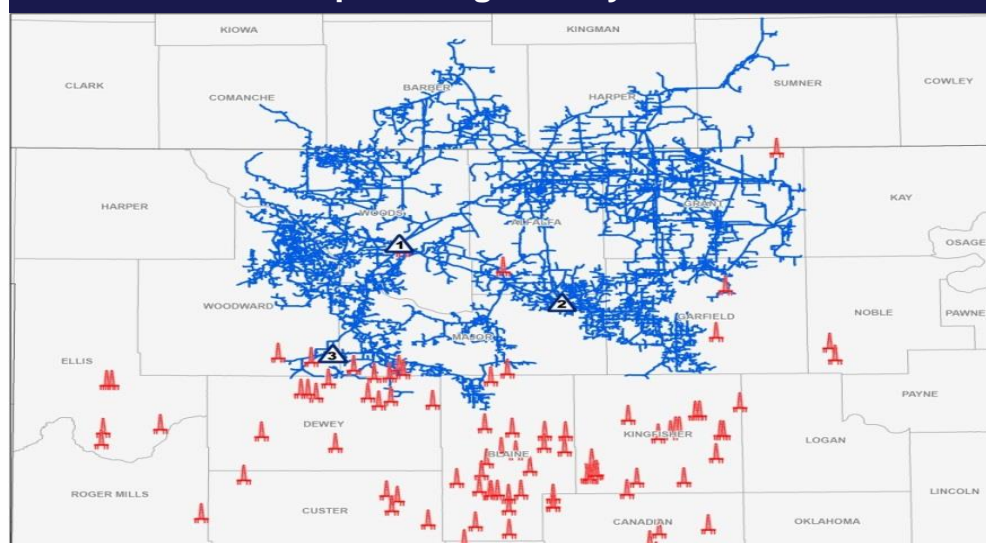 KIOWA
KINGMAN
CLARK
COMANCHE
BARBER
HARPER
SUMNER
COWLEY
HARPER
WOODS
ALFALFA
GRANT
KAY
OSAGE
1
2
WOODWARD
MAJOR
GARFIELD
NOBLE
PAWNE
3
ELLIS
DEWEY
BLAINE
KINGFISHER
PAYNE
LOGAN
ROGER MILLS
CUSTER
CANADIAN
OKLAHOMA
LINCOLN